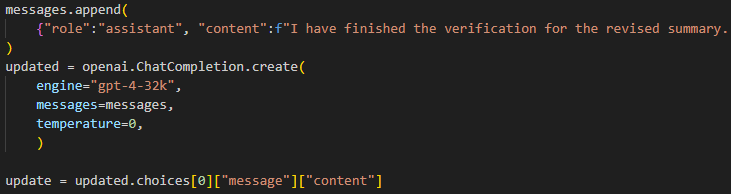 messages.append(
    {"role":"assistant", "content":f"I have finished the verification for the revised summary.
)
updated = openai.ChatCompletion.create(
    engine="gpt-4-32k",
    messages=messages,
    temperature=0,
    )

update = updated.choices[0]["message"]["content"]